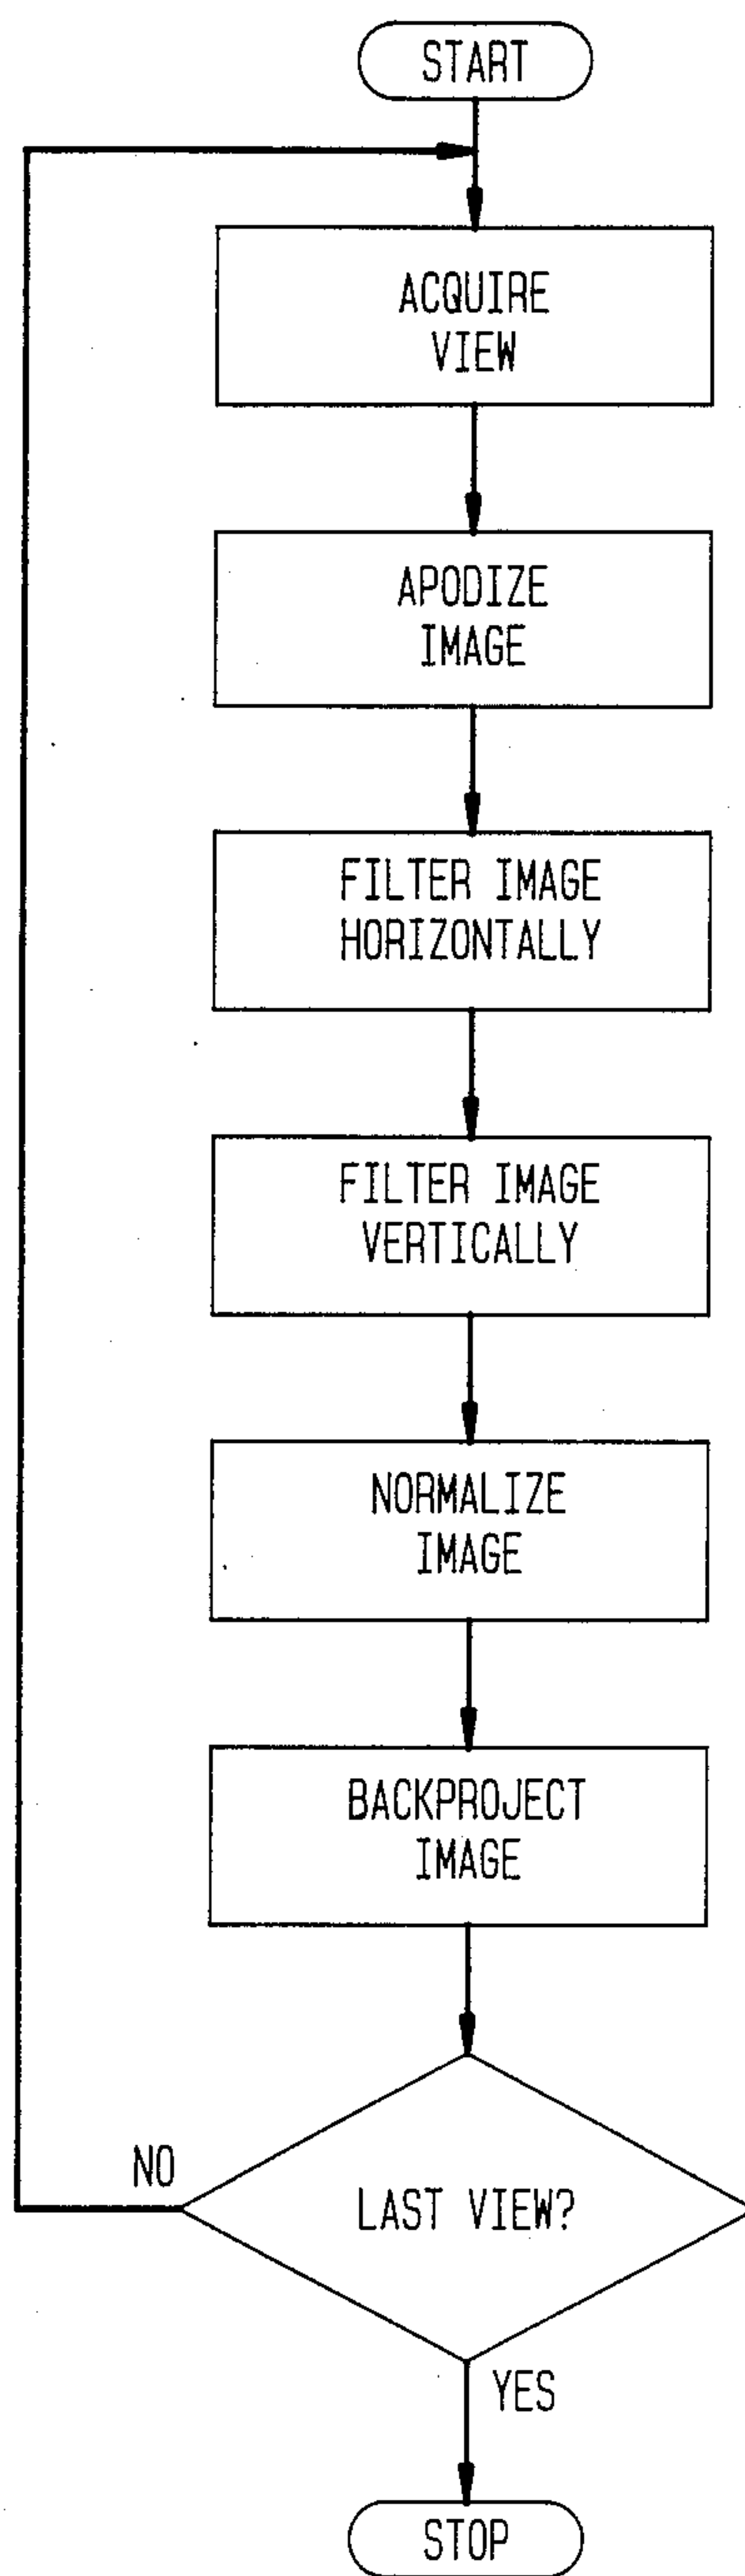 START
ACQUIRE
VIEW
APODIZE
IMAGE
FILTER IMAGE
HORIZONTALLY
FILTER IMAGE
VERTICALLY
NORMALIZE
IMAGE
BACKPROJECT
IMAGE
NO
LAST VIEW?
YES
STOP